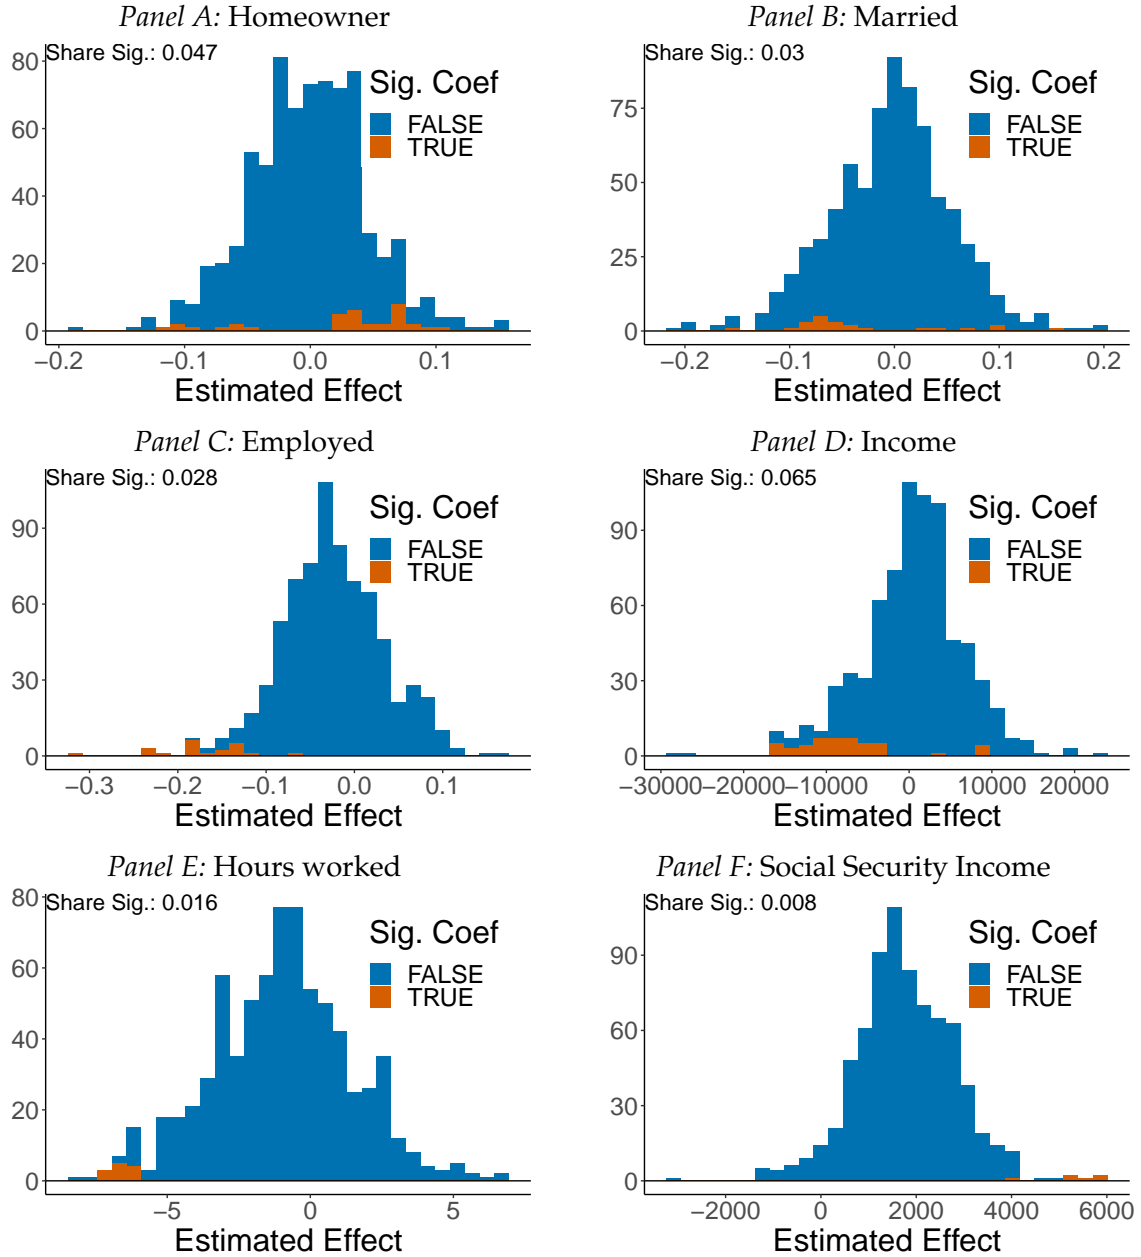 Panel A: Homeowner
Share Sig.: 0.047
Sig. Coef
FALSE
TRUE
80
60
40
20
0
−0.2 −0.1 0.0 0.1
Estimated Effect
Panel B: Married
Share Sig.: 0.03
Sig. Coef
FALSE
TRUE
75
50
25
0
−0.2 −0.1 0.0 0.1 0.2
Estimated Effect
Panel C: Employed
Share Sig.: 0.028
Sig. Coef
FALSE
TRUE
90
60
30
0
−0.3 −0.2 −0.1 0.0 0.1
Estimated Effect
Panel D: Income
Share Sig.: 0.065
Sig. Coef
FALSE
TRUE
90
60
30
0
−30000 −20000 −10000 0 10000 20000
Estimated Effect
Panel E: Hours worked
Share Sig.: 0.016
Sig. Coef
FALSE
TRUE
80
60
40
20
0
−5 0 5
Estimated Effect
Panel F: Social Security Income
Share Sig.: 0.008
Sig. Coef
FALSE
TRUE
90
60
30
0
−2000 0 2000 4000 6000
Estimated Effect